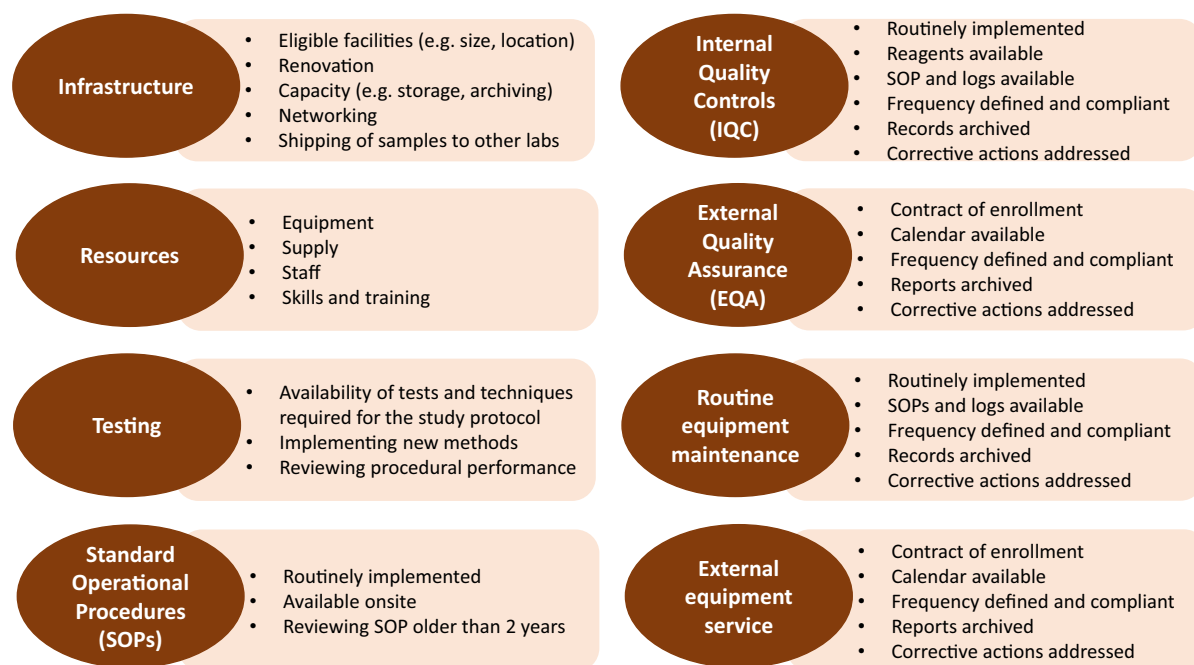 Infrastructure
• Eligible facilities (e.g. size, location)
• Renovation
• Capacity (e.g. storage, archiving)
• Networking
• Shipping of samples to other labs
Resources
• Equipment
• Supply
• Staff
• Skills and training
Testing
• Availability of tests and techniques
required for the study protocol
• Implementing new methods
• Reviewing procedural performance
Standard
Operational
Procedures
(SOPs)
• Routinely implemented
• Available onsite
• Reviewing SOP older than 2 years
Internal
Quality
Controls
(IQC)
• Routinely implemented
• Reagents available
• SOP and logs available
• Frequency defined and compliant
• Records archived
• Corrective actions addressed
External
Quality
Assurance
(EQA)
• Contract of enrollment
• Calendar available
• Frequency defined and compliant
• Reports archived
• Corrective actions addressed
Routine
equipment
maintenance
• Routinely implemented
• SOPs and logs available
• Frequency defined and compliant
• Records archived
• Corrective actions addressed
External
equipment
service
• Contract of enrollment
• Calendar available
• Frequency defined and compliant
• Reports archived
• Corrective actions addressed